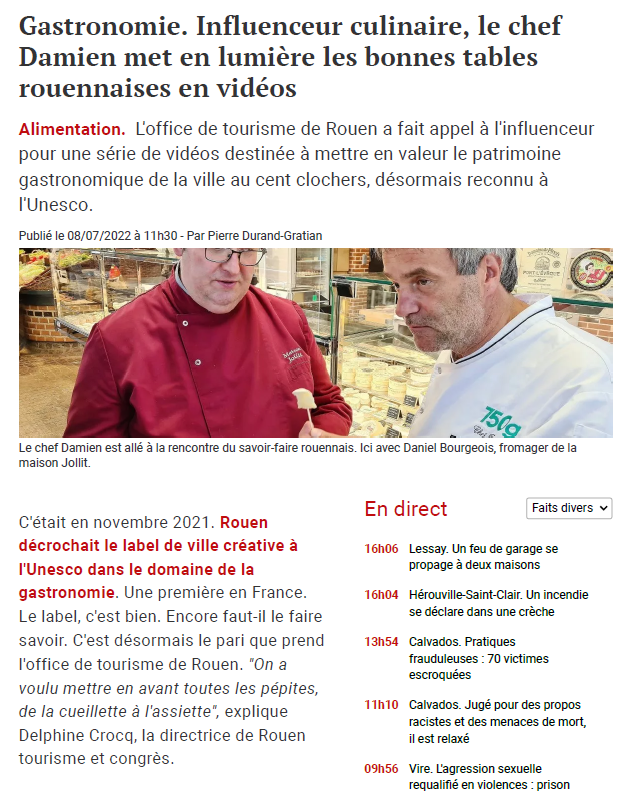 Gastronomie. Influenceur culinaire, le chef
Damien met en lumière les bonnes tables
rouennaises en vidéos
Alimentation. L'office de tourisme de Rouen a fait appel à l'influenceur
pour une série de vidéos destinée à mettre en valeur le patrimoine
gastronomique de la ville au cent clochers, désormais reconnu à
l'Unesco.
Publié le 08/07/2022 à 11h30 - Par Pierre Durand-Gratian
750g
Le chef Damien est allé à la rencontre du savoir-faire rouennais. Ici avec Daniel Bourgeois, fromager de la
maison Jollit.
C'était en novembre 2021. Rouen
décrochait le label de ville créative à
l'Unesco dans le domaine de la
gastronomie. Une première en France.
Le label, c'est bien. Encore faut-il le faire
savoir. C'est désormais le pari que prend
l'office de tourisme de Rouen. "On a
voulu mettre en avant toutes les pépites,
de la cueillette à l'assiette", explique
Delphine Crocq, la directrice de Rouen
tourisme et congrès.
En direct
Faits divers
16h06 Lessay. Un feu de garage se
propage à deux maisons
16h04 Hérouville-Saint-Clair. Un incendie
se déclare dans une crèche
13h54 Calvados. Pratiques
frauduleuses : 70 victimes
escroquées
11h10 Calvados. Jugé pour des propos
racistes et des menaces de mort,
il est relaxé
09h56 Vire. L'agression sexuelle
requalifié en violences : prison